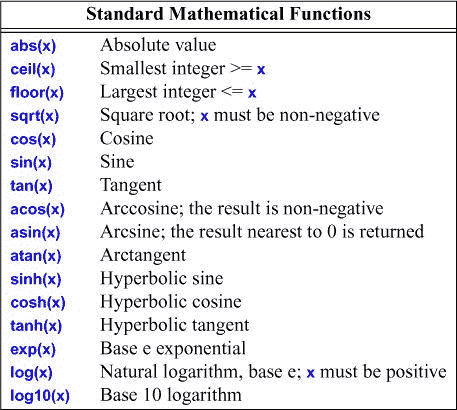 Standard Mathematical Functions
abs(x) Absolute value
ceil(x) Smallest integer >= x
floor(x) Largest integer <= x
sqrt(x) Square root; x must be non-negative
cos(x) Cosine
sin(x) Sine
tan(x) Tangent
acos(x) Arccosine; the result is non-negative
asin(x) Arcsine; the result nearest to 0 is returned
atan(x) Arctangent
sinh(x) Hyperbolic sine
cosh(x) Hyperbolic cosine
tanh(x) Hyperbolic tangent
exp(x) Base e exponential
log(x) Natural logarithm, base e; x must be positive
log10(x) Base 10 logarithm